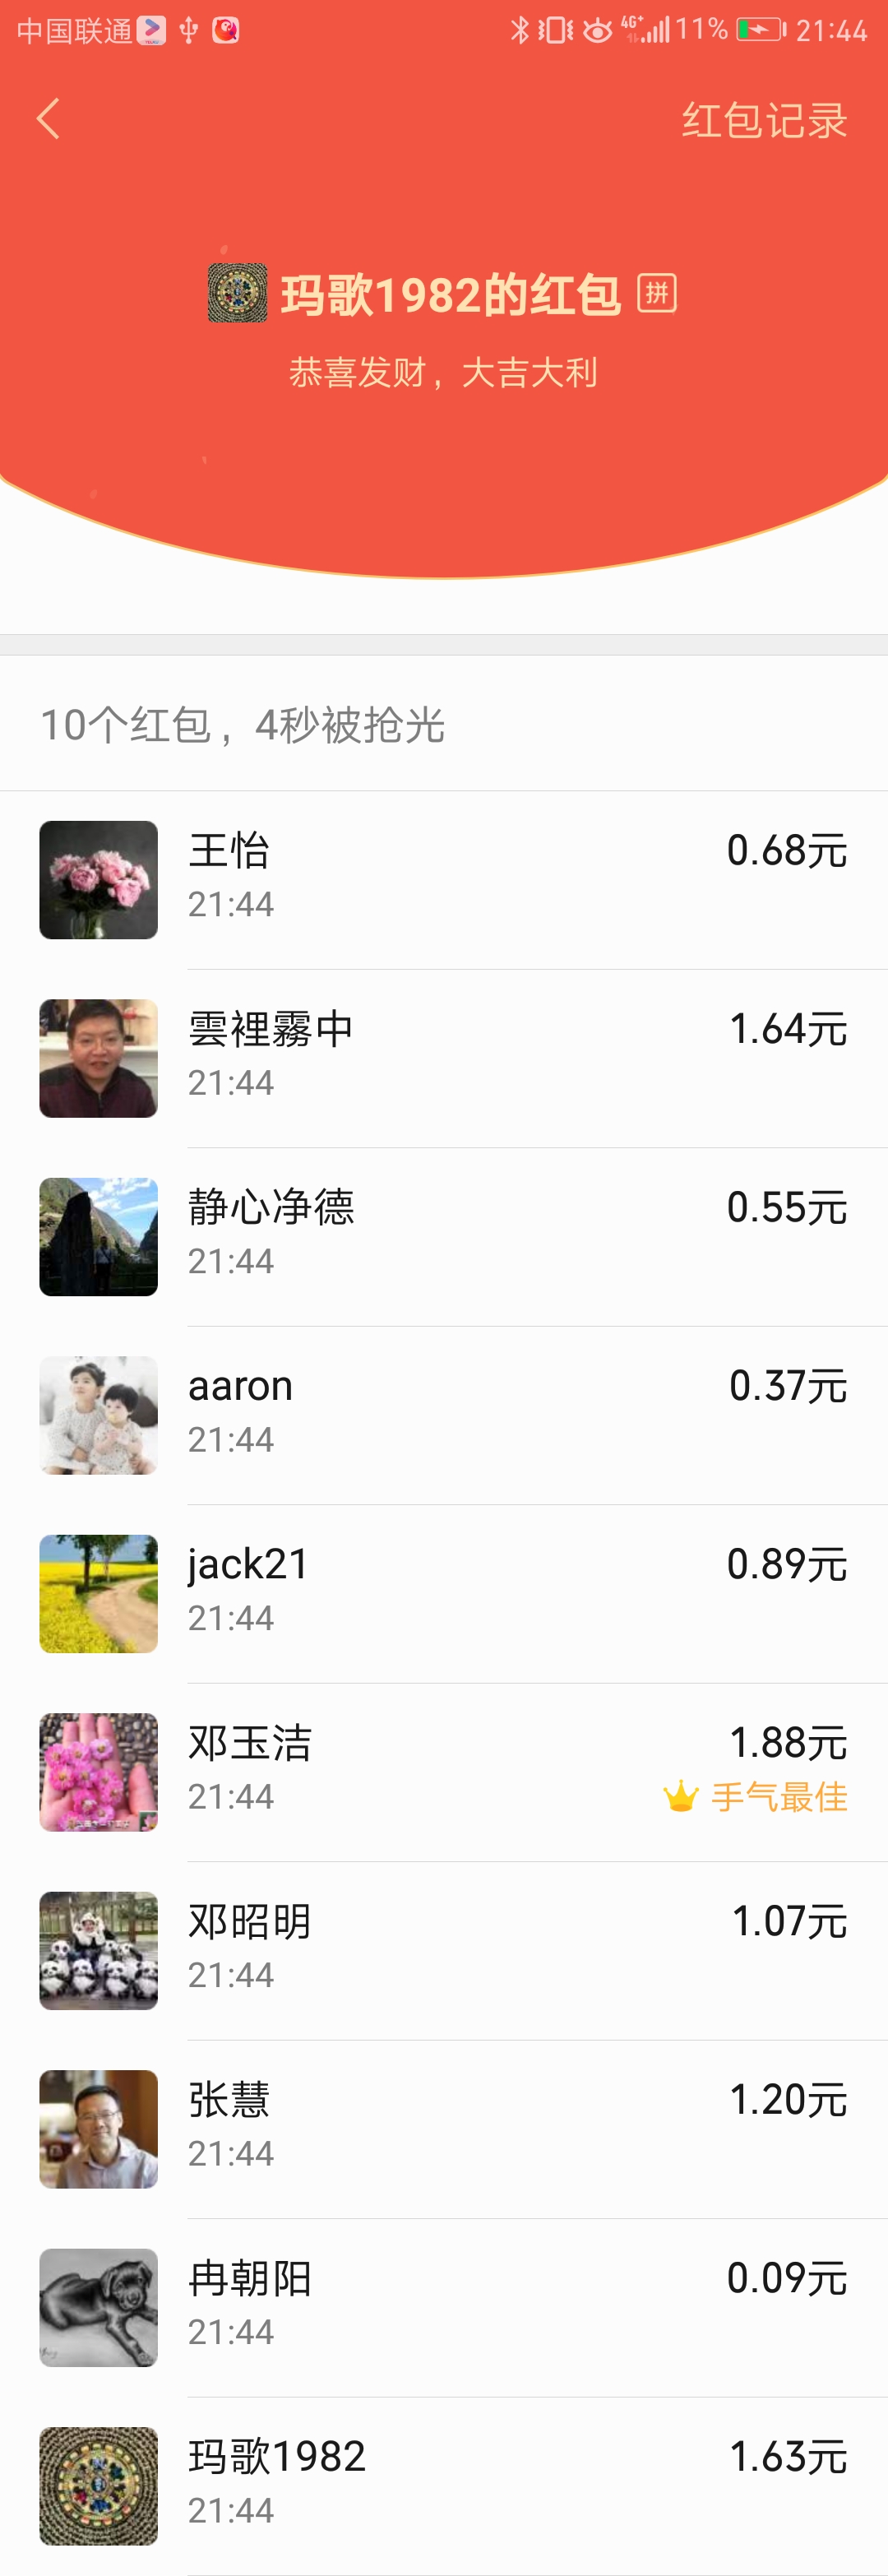 中国联通 4G+ 11% 21:44
红包记录
玛歌1982的红包 拼
恭喜发财，大吉大利
10个红包，4秒被抢光
王怡 0.68元
21:44
雲裡霧中 1.64元
21:44
静心净德 0.55元
21:44
aaron 0.37元
21:44
jack21 0.89元
21:44
邓玉洁 1.88元
21:44 手气最佳
邓昭明 1.07元
21:44
张慧 1.20元
21:44
冉朝阳 0.09元
21:44
玛歌1982 1.63元
21:44